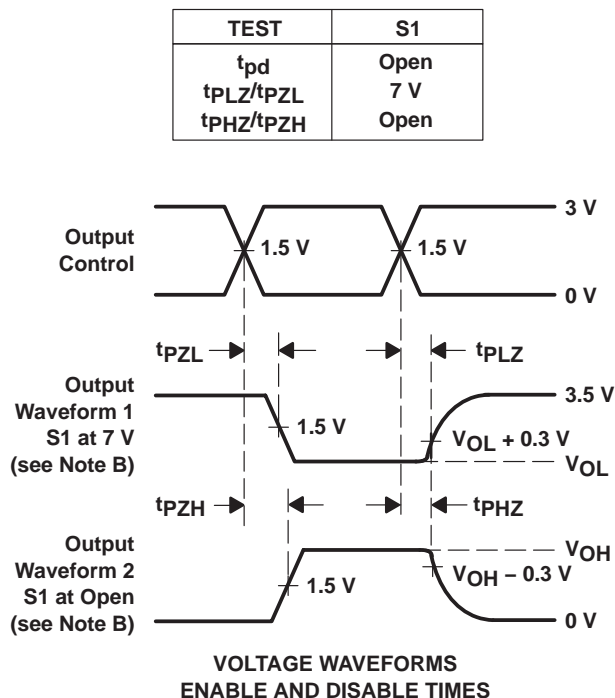 TEST S1
tpd Open
tPLZ/tPZL 7 V
tPHZ/tPZH Open
3 V
Output
Control
1.5 V 1.5 V
0 V
tPZL tPLZ
Output
Waveform 1
S1 at 7 V
(see Note B)
3.5 V
1.5 V
VOL + 0.3 V
VOL
tPZH tPHZ
Output
Waveform 2
S1 at Open
(see Note B)
VOH
VOH – 0.3 V
1.5 V
0 V
VOLTAGE WAVEFORMS
ENABLE AND DISABLE TIMES